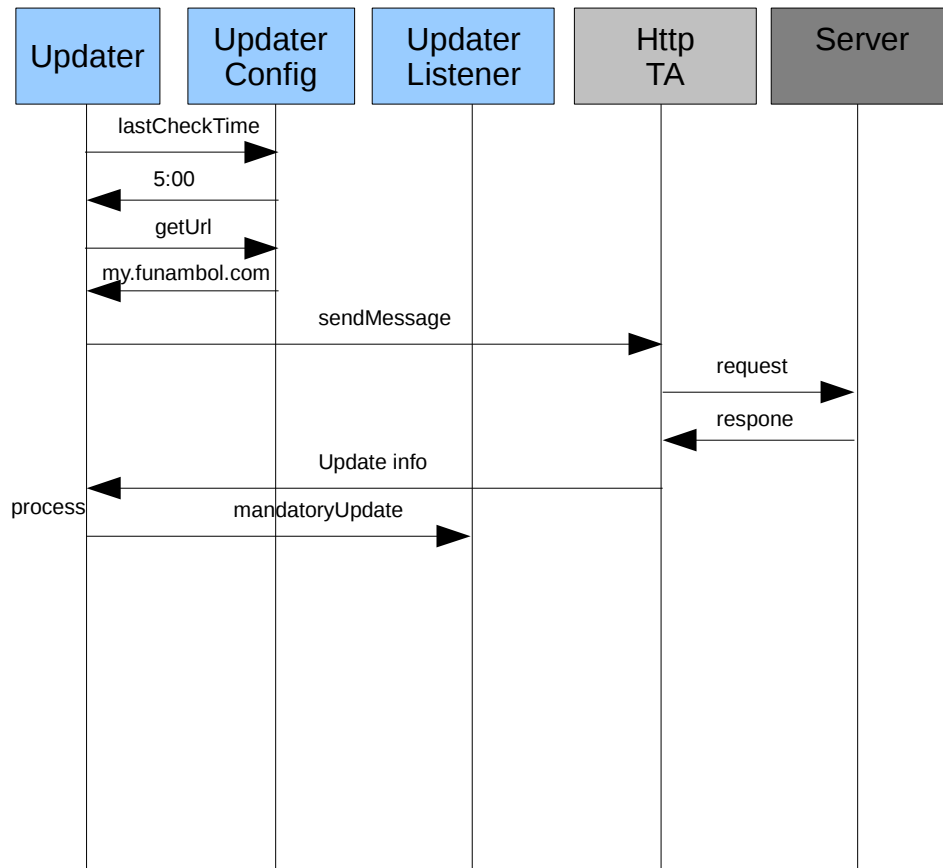 Updater
Updater
Config
Updater
Listener
Http
TA
Server
lastCheckTime
5:00
getUrl
my.funambol.com
sendMessage
request
respone
Update info
process
mandatoryUpdate